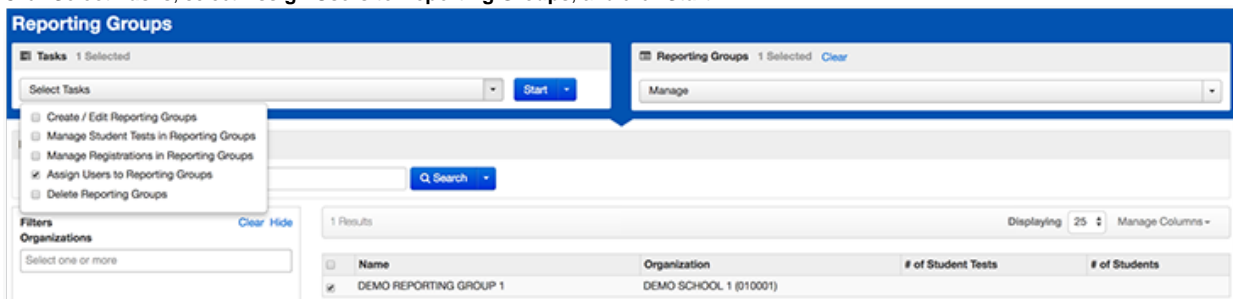 Reporting Groups
Tasks 1 Selected
Reporting Groups 1 Selected Clear
Select Tasks
Start
Manage
Create / Edit Reporting Groups
Manage Student Tests in Reporting Groups
Manage Registrations in Reporting Groups
Assign Users to Reporting Groups
Delete Reporting Groups
Search
Filters Clear Hide
1 Results
Displaying 25 Manage Columns
Organizations
Select one or more
Name Organization # of Student Tests # of Students
DEMO REPORTING GROUP 1 DEMO SCHOOL 1 (010001)